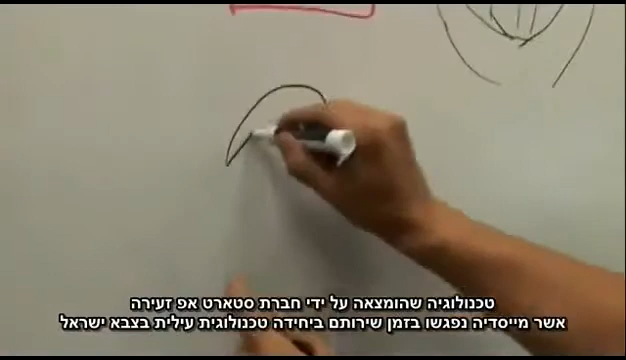 טכנולוגיה שהומצאה על ידי חברת סטארט אפ זעירה
אשר מייסדיה נפגשו בזמן שירותם ביחידה טכנולוגית עילית בצבא ישראל